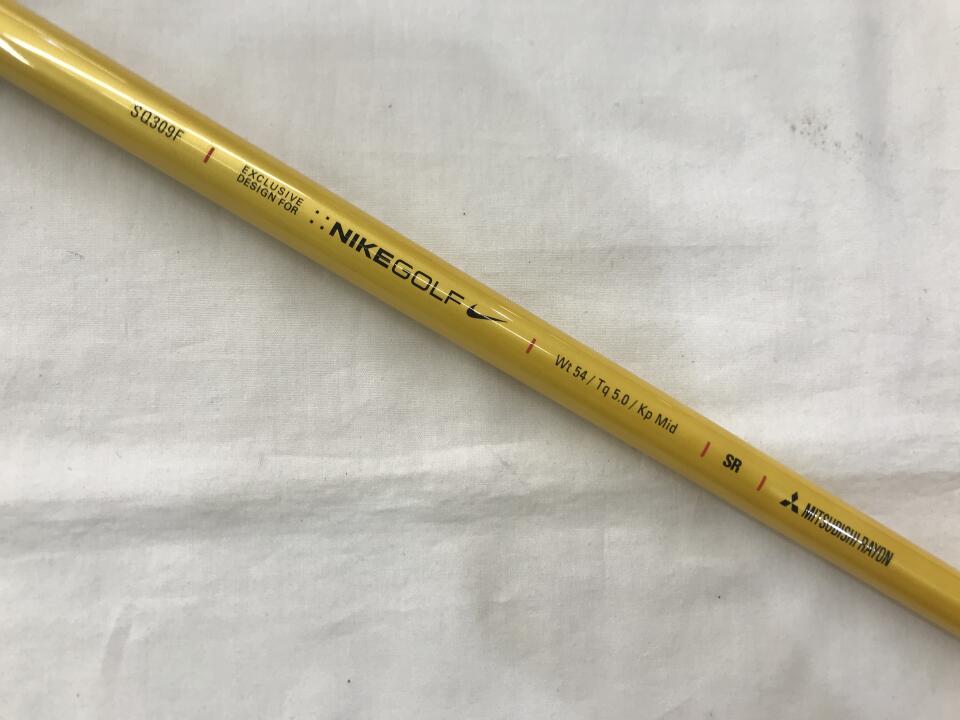 SQ309F
EXCLUSIVE
DESIGN FOR
NIKEGOLF
Wt 54 / Tq 5.0 / Kp Mid
SR
MITSUBISHI RAYON